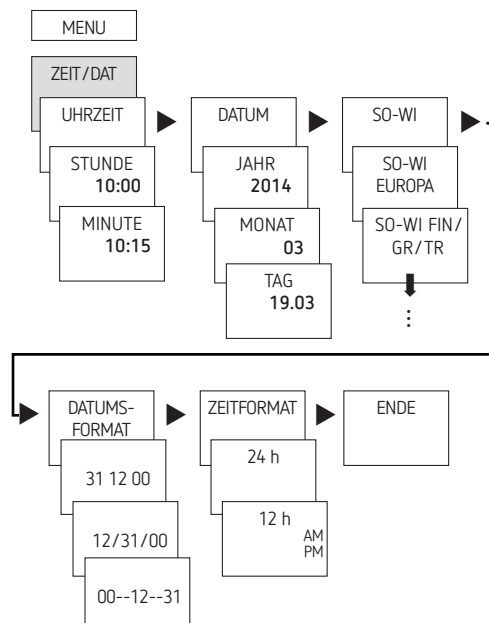 MENU
ZEIT/DAT
UHRZEIT
STUNDE
10:00
MINUTE
10:15
DATUM
JAHR
2014
MONAT
03
TAG
19.03
SO-WI
SO-WI
EUROPA
SO-WI FIN/
GR/TR
DATUMS-
FORMAT
31 12 00
12/31/00
00--12--31
ZEITFORMAT
24 h
12 h
AM
PM
ENDE